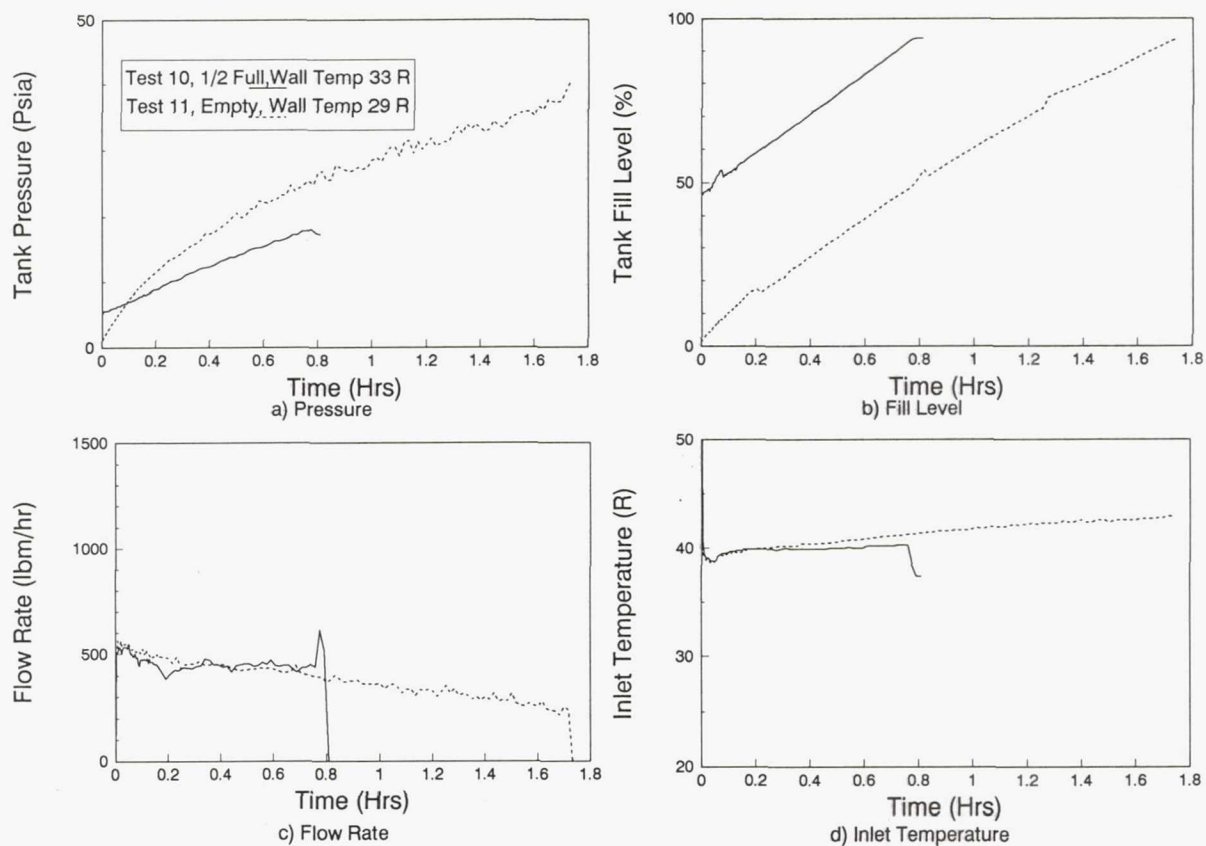 50
Tank Pressure (Psia)
0
Test 10, 1/2 Full,Wall Temp 33 R
Test 11, Empty, Wall Temp 29 R
0 0.2 0.4 0.6 0.8 1 1.2 1.4 1.6 1.8
Time (Hrs)
a) Pressure
100
Tank Fill Level (%)
50
0
0 0.2 0.4 0.6 0.8 1 1.2 1.4 1.6 1.8
Time (Hrs)
b) Fill Level
1500
Flow Rate (lbm/hr)
1000
500
0
0 0.2 0.4 0.6 0.8 1 1.2 1.4 1.6 1.8
Time (Hrs)
c) Flow Rate
50
Inlet Temperature (R)
40
30
20
0 0.2 0.4 0.6 0.8 1 1.2 1.4 1.6 1.8
Time (Hrs)
d) Inlet Temperature